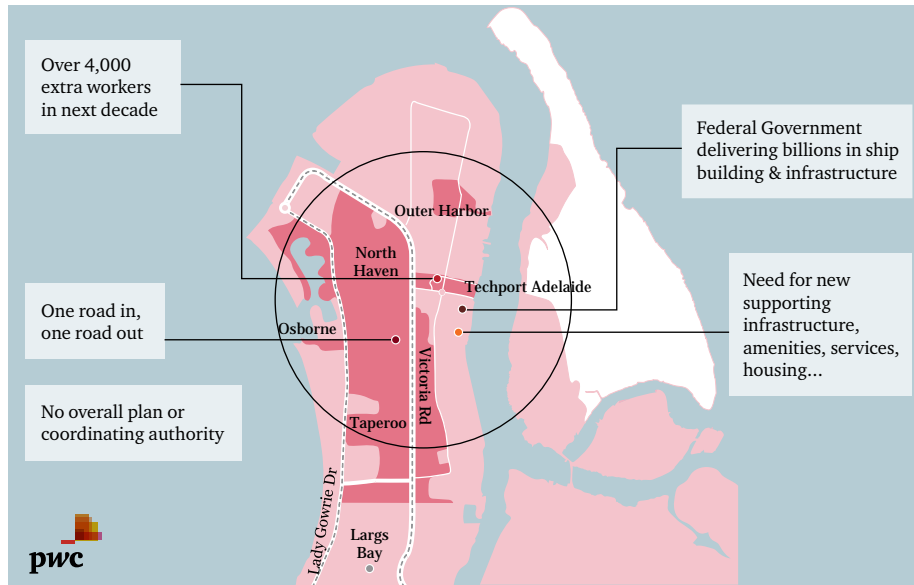 Over 4,000
extra workers
in next decade
Federal Government
delivering billions in ship
building & infrastructure
Outer Harbor
North
Haven
Techport Adelaide
Need for new
supporting
infrastructure,
amenities, services,
housing...
One road in,
one road out
Osborne
Victoria Rd
No overall plan or
coordinating authority
Taperoo
Lady Gowrie Dr
Largs
Bay
pwc